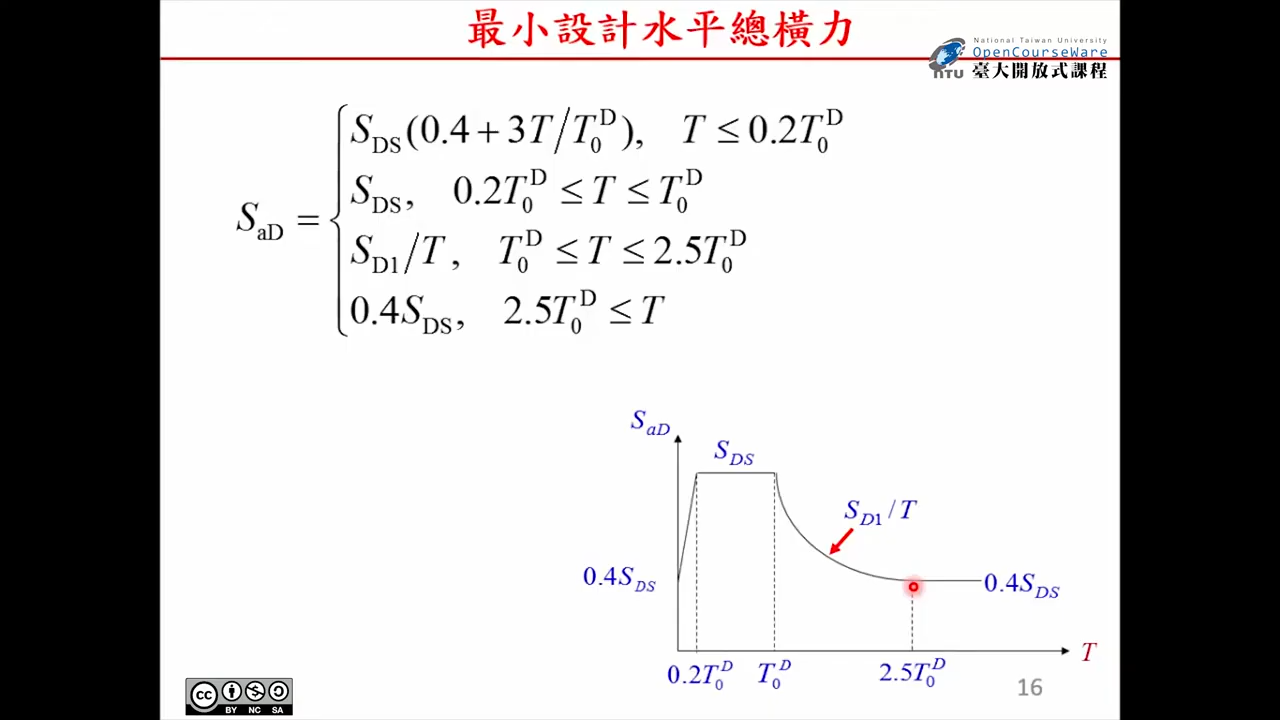 最小設計水平總橫力
National Taiwan University
OpenCourseWare
NTU 臺大開放式課程
S_aD = { S_DS(0.4 + 3T/T_0^D), T ≤ 0.2T_0^D
S_DS, 0.2T_0^D ≤ T ≤ T_0^D
S_D1/T, T_0^D ≤ T ≤ 2.5T_0^D
0.4S_DS, 2.5T_0^D ≤ T
S_aD
S_DS
S_D1/T
0.4S_DS
0.4S_DS
T
0.2T_0^D T_0^D 2.5T_0^D
16
cc BY NC SA